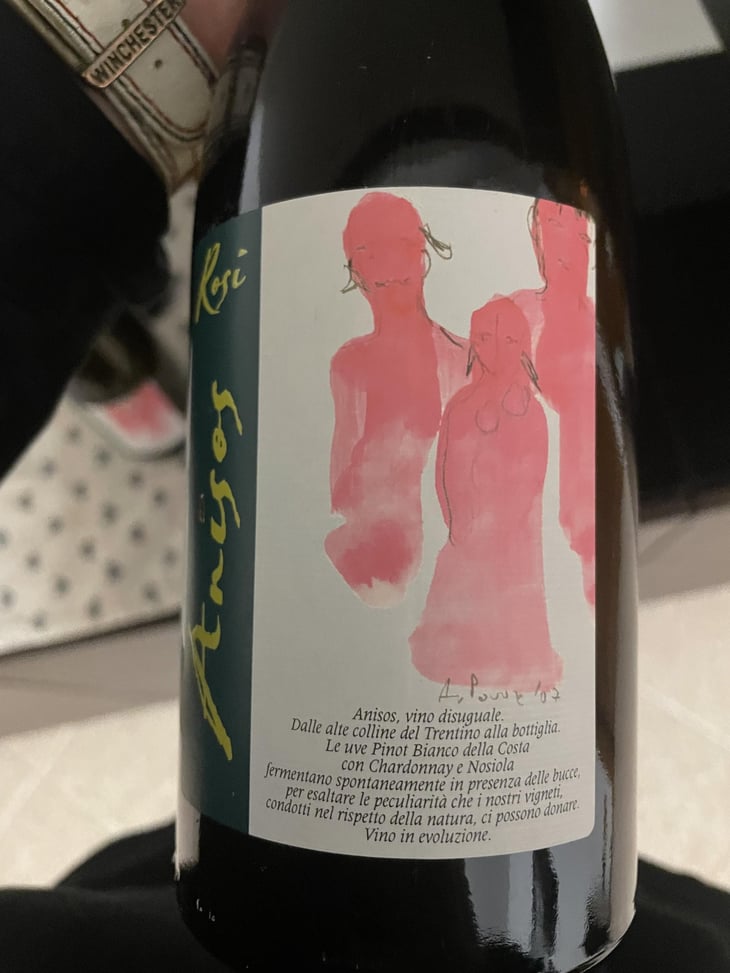 WINCHESTER
Rosi
Anisos
A. Pause '07
Anisos, vino disuguale.
Dalle alte colline del Trentino alla bottiglia.
Le uve Pinot Bianco della Costa
con Chardonnay e Nosiola
fermentano spontaneamente in presenza delle bucce,
per esaltare le peculiarità che i nostri vigneti,
condotti nel rispetto della natura, ci possono donare.
Vino in evoluzione.